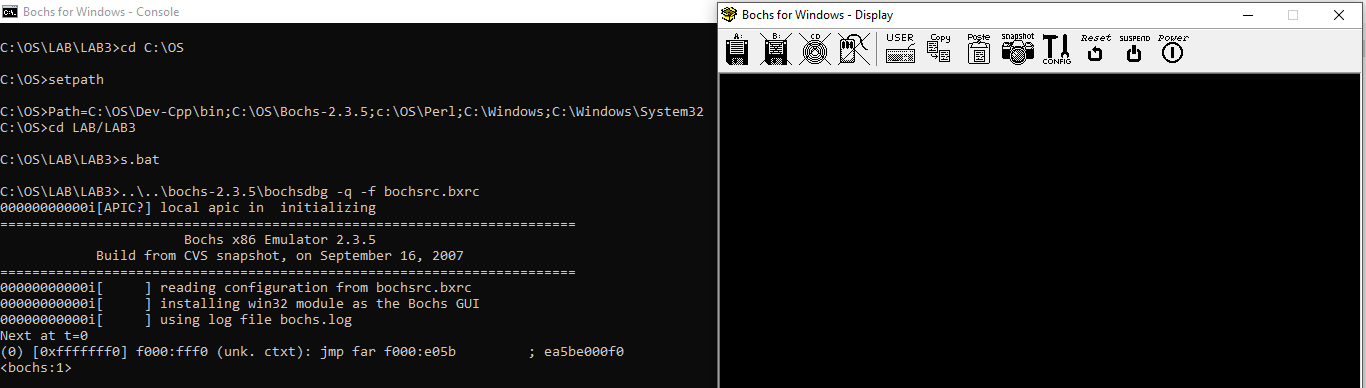 Bochs for Windows - Console
C:\OS\LAB\LAB3>cd C:\OS
C:\OS>setpath
C:\OS>Path=C:\OS\Dev-Cpp\bin;C:\OS\Bochs-2.3.5;c:\OS\Perl;C:\Windows;C:\Windows\System32
C:\OS>cd LAB/LAB3
C:\OS\LAB\LAB3>s.bat
C:\OS\LAB\LAB3>..\..\bochs-2.3.5\bochsdbg -q -f bochsrc.bxrc
00000000000i[APIC?] local apic in  initializing
========================================================================
Bochs x86 Emulator 2.3.5
Build from CVS snapshot, on September 16, 2007
========================================================================
00000000000i[     ] reading configuration from bochsrc.bxrc
00000000000i[     ] installing win32 module as the Bochs GUI
00000000000i[     ] using log file bochs.log
Next at t=0
(0) [0xfffffff0] f000:fff0 (unk. ctxt): jmp far f000:e05b         ; ea5be000f0
<bochs:1>
Bochs for Windows - Display
A: B: CD USER Copy Paste snapshot CONFIG Reset SUSPEND Power